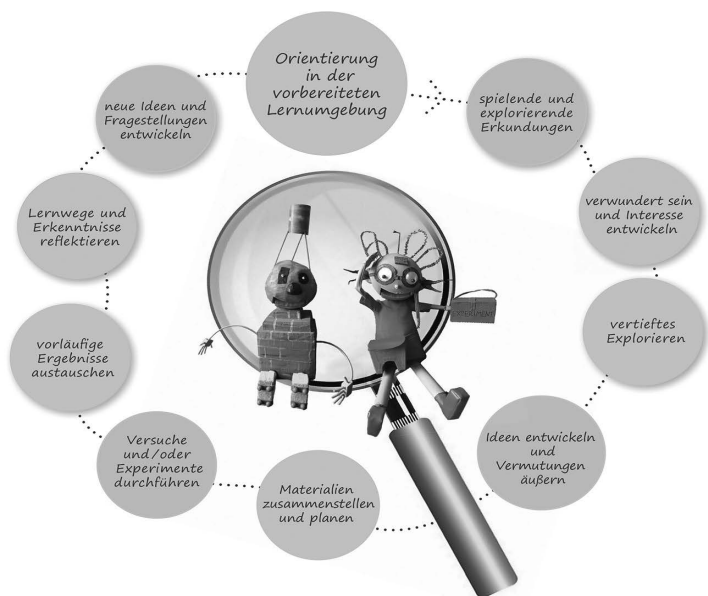 Orientierung
in der
vorbereiteten
Lernumgebung
spielende und
explorierende
Erkundungen
verwundert sein
und Interesse
entwickeln
vertieftes
Explorieren
Ideen entwickeln
und
Vermutungen
äußern
Materialien
zusammenstellen
und planen
Versuche
und/oder
Experimente
durchführen
vorläufige
Ergebnisse
austauschen
Lernwege und
Erkenntnisse
reflektieren
neue Ideen und
Fragestellungen
entwickeln